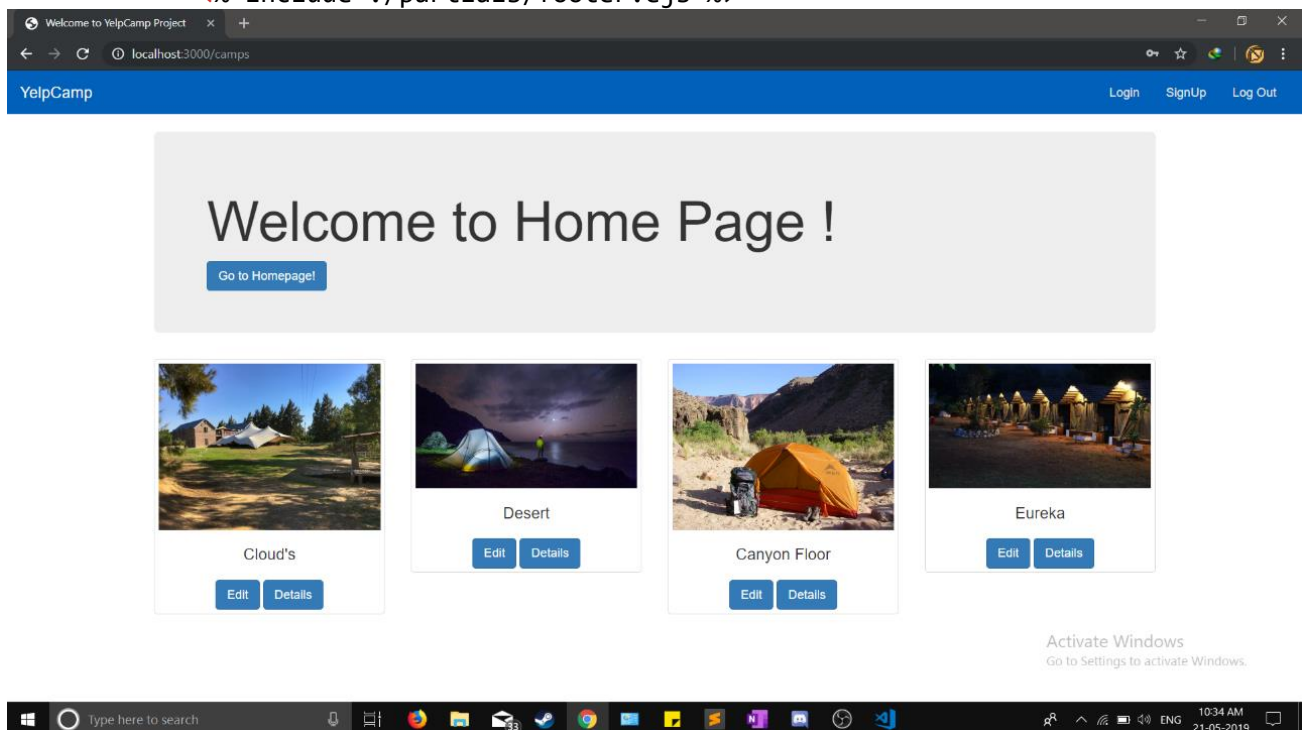 <% include ./partials/footer.ejs %>
Welcome to YelpCamp Project
localhost:3000/camps
YelpCamp
Login SignUp Log Out
Welcome to Home Page !
Go to Homepage!
Cloud's
Edit Details
Desert
Edit Details
Canyon Floor
Edit Details
Eureka
Edit Details
Activate Windows
Go to Settings to activate Windows.
Type here to search
33
ENG
10:34 AM
21-05-2019